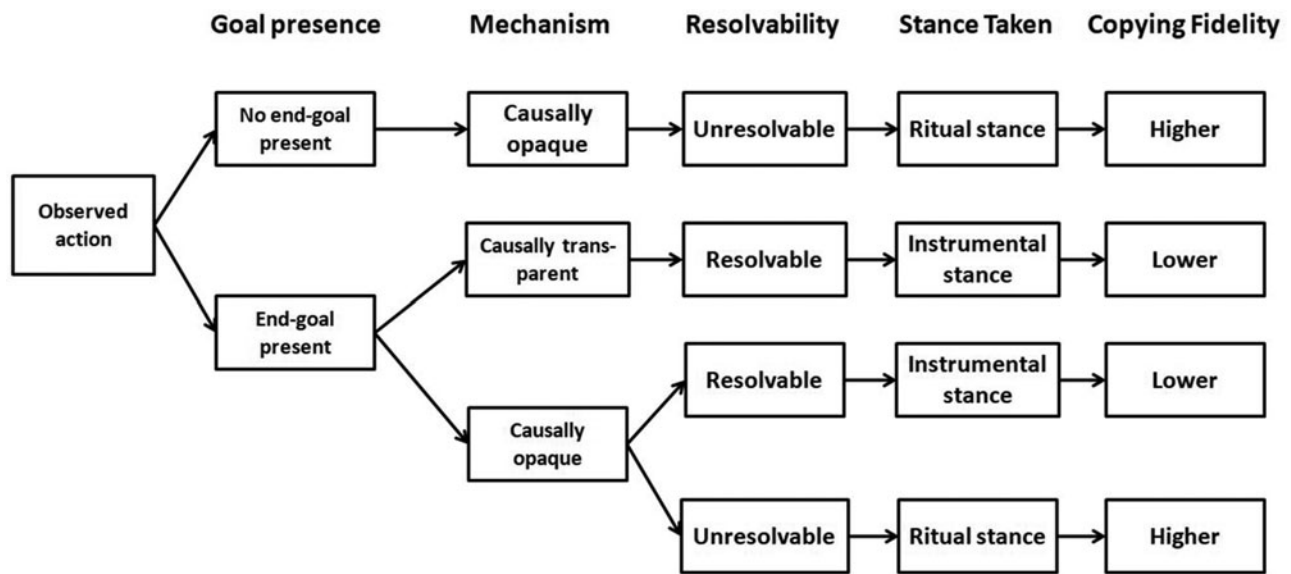 Goal presence Mechanism Resolvability Stance Taken Copying Fidelity
No end-goal
present
Causally
opaque
Unresolvable
Ritual stance
Higher
Observed
action
Causally trans-
parent
Resolvable
Instrumental
stance
Lower
End-goal
present
Resolvable
Instrumental
stance
Lower
Causally
opaque
Unresolvable
Ritual stance
Higher